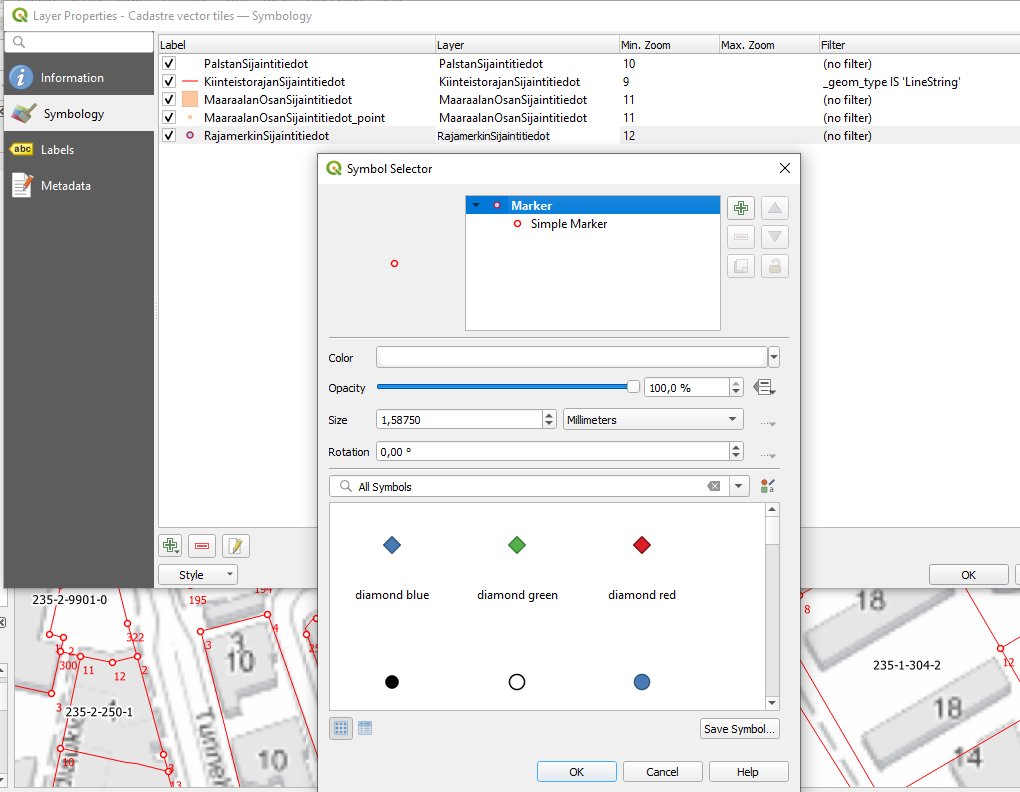 Layer Properties - Cadastre vector tiles — Symbology
Information
Symbology
abc Labels
Metadata
Label Layer Min. Zoom Max. Zoom Filter
PalstanSijaintitiedot PalstanSijaintitiedot 10 (no filter)
KiinteistorajanSijaintitiedot KiinteistorajanSijaintitiedot 9 _geom_type IS 'LineString'
MaaraalanOsanSijaintitiedot MaaraalanOsanSijaintitiedot 11 (no filter)
MaaraalanOsanSijaintitiedot_point MaaraalanOsanSijaintitiedot 11 (no filter)
RajamerkinSijaintitiedot RajamerkinSijaintitiedot 12 (no filter)
Style
OK
Symbol Selector
Marker
Simple Marker
Color
Opacity 100,0 %
Size 1,58750 Millimeters
Rotation 0,00 °
All Symbols
diamond blue diamond green diamond red
Save Symbol...
OK Cancel Help
235-2-9901-0
195
194
322
4
3
3
10
1
2
300
11
12
2
3
235-2-250-1
10
3
13
10
8
18
235-1-304-2
12
18
14